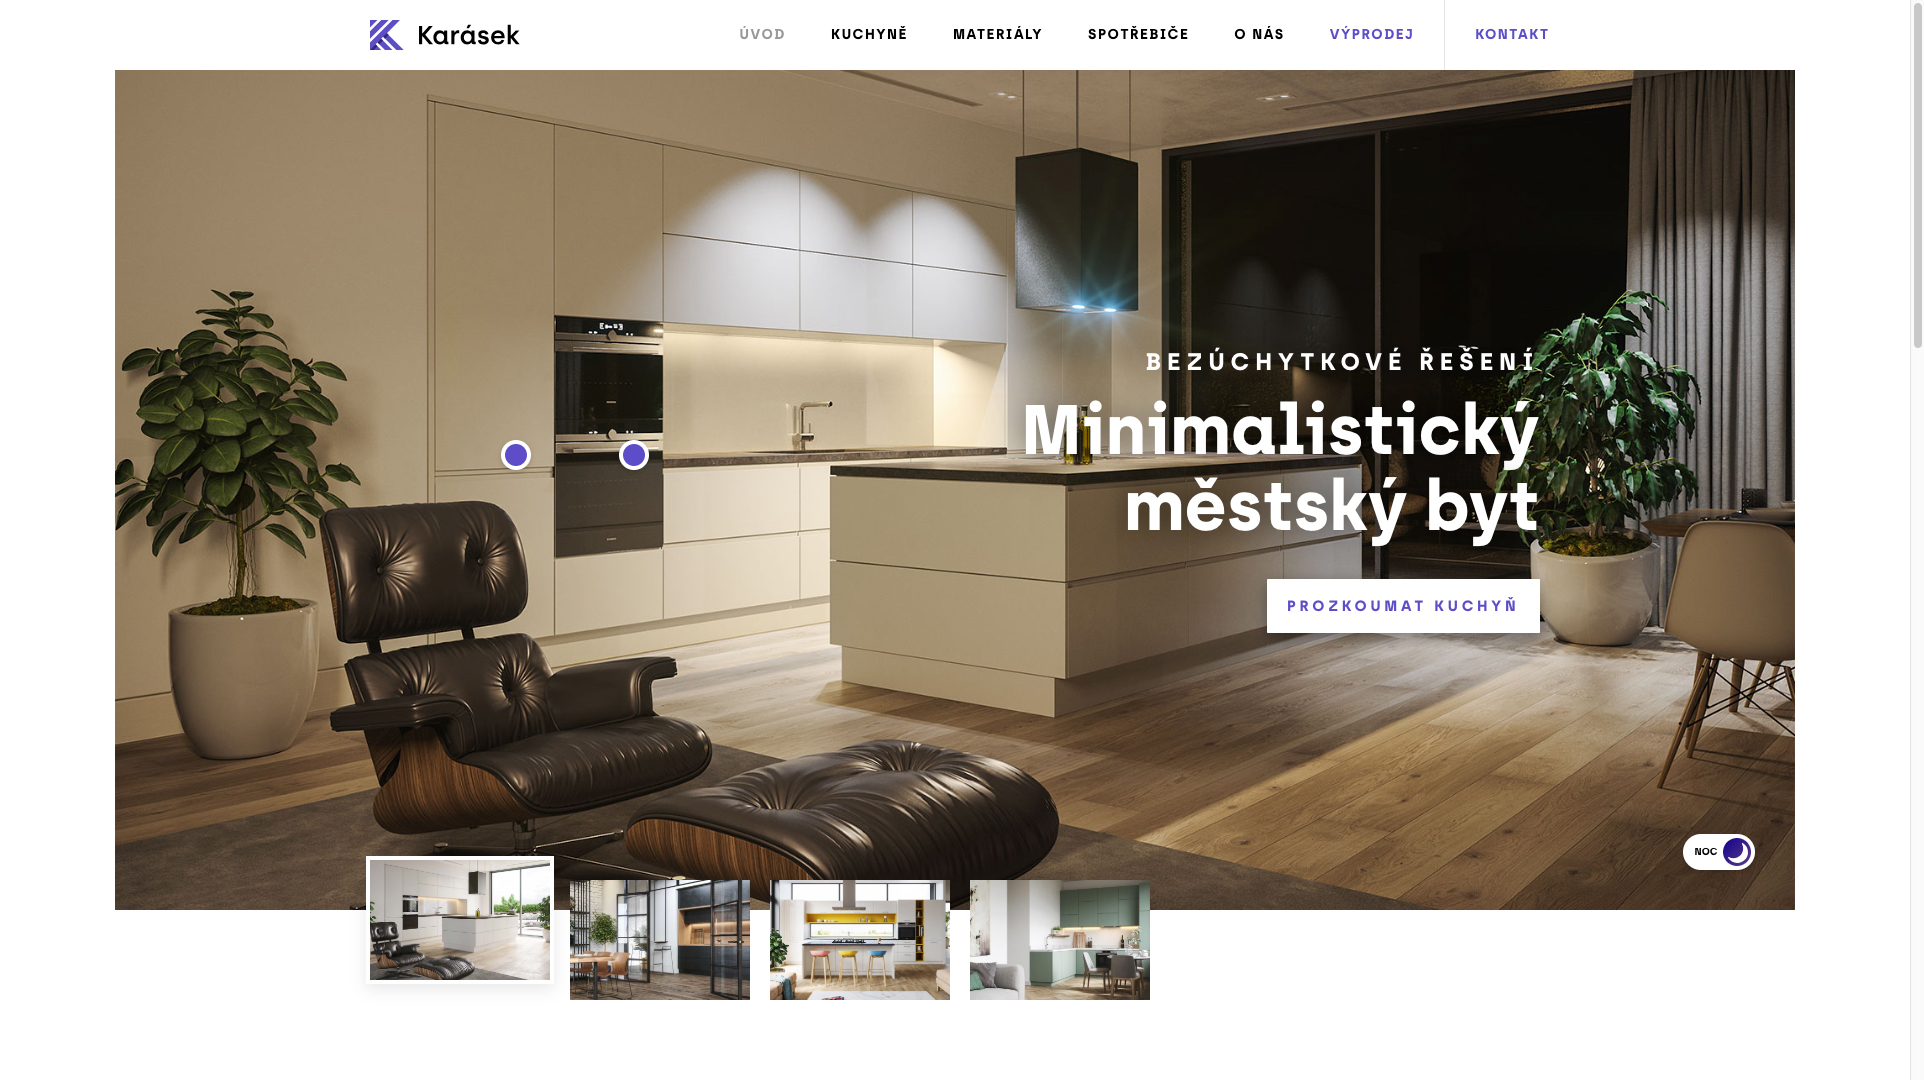 Karásek
ÚVOD
KUCHYNĚ
MATERIÁLY
SPOTŘEBIČE
O NÁS
VÝPRODEJ
KONTAKT
BEZÚCHYTKOVÉ ŘEŠENÍ
Minimalistický
městský byt
PROZKOUMAT KUCHYŇ
NOC